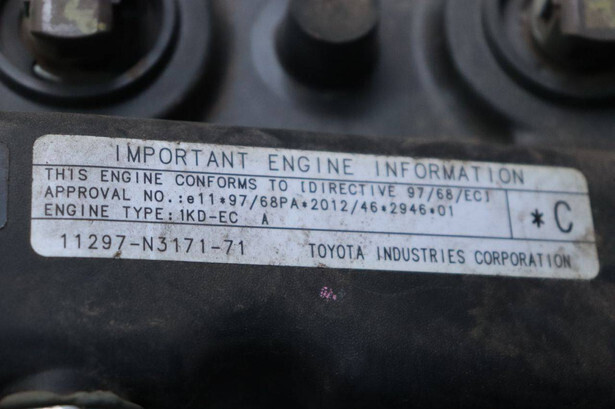 IMPORTANT ENGINE INFORMATION
THIS ENGINE CONFORMS TO [DIRECTIVE 97/68/EC]
APPROVAL NO.:e11*97/68PA*2012/46*2946*01
ENGINE TYPE:1KD-EC A
*C
11297-N3171-71 TOYOTA INDUSTRIES CORPORATION